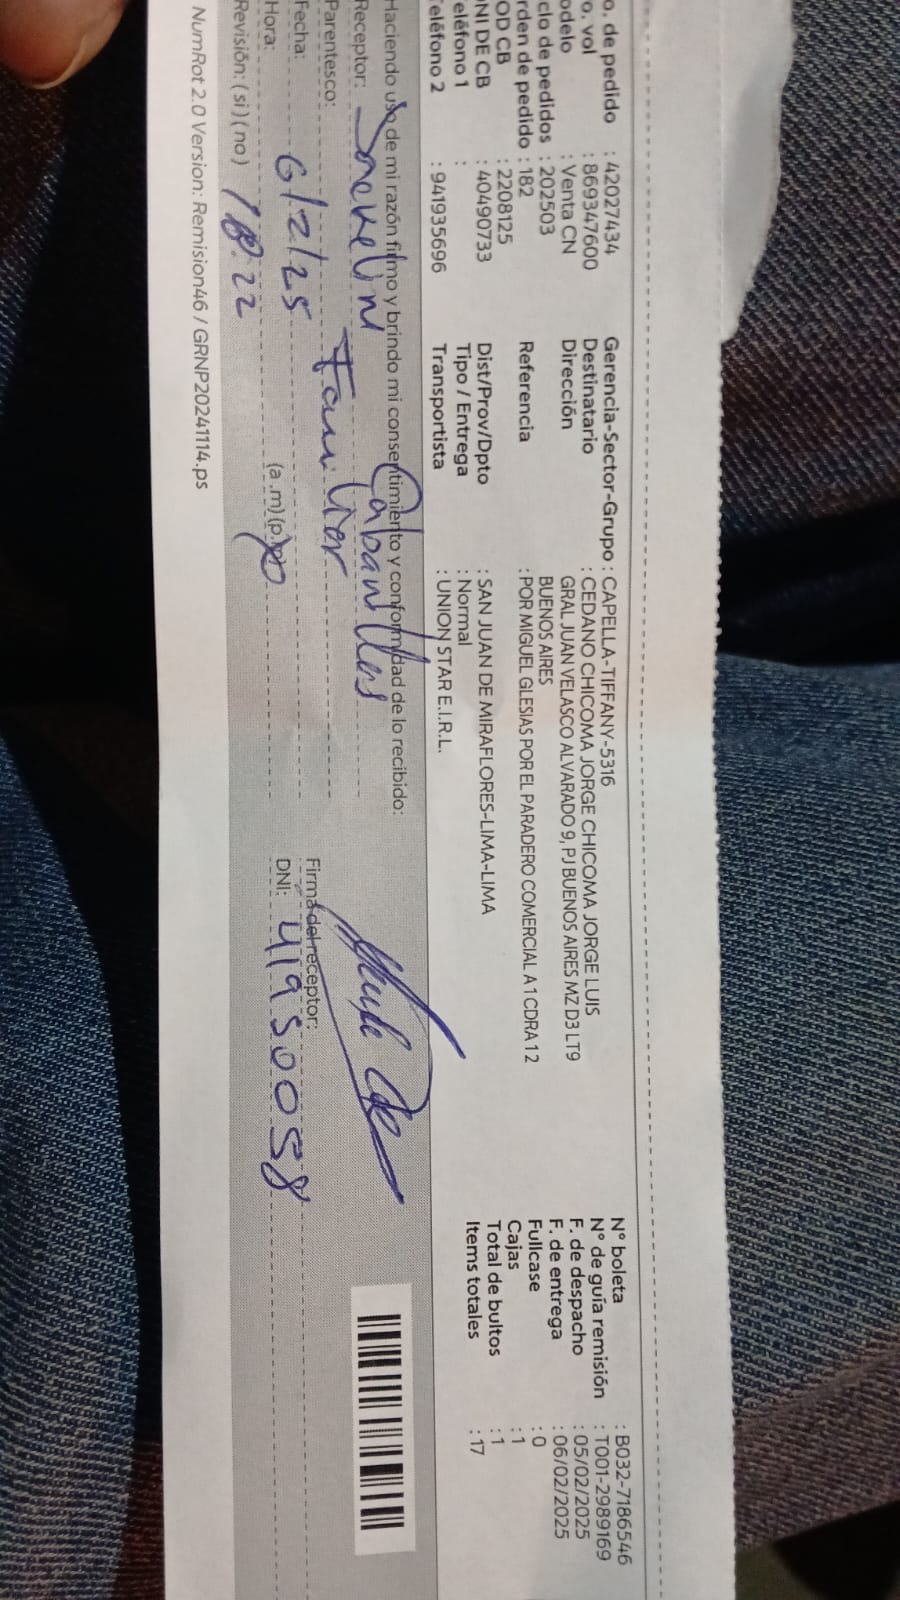 o. de pedido : 42027434
o. vol : 869347600
odelo : Venta CN
clo de pedidos : 202503
rden de pedido : 182
OD CB : 2208125
NI DE CB : 40490733
eléfono 1 :
eléfono 2 : 941935696
Gerencia-Sector-Grupo : CAPELLA-TIFFANY-5316
Destinatario : CEDANO CHICOMA JORGE CHICOMA JORGE LUIS
Dirección GRAL JUAN VELASCO ALVARADO 9, PJ BUENOS AIRES MZ D3 LT9
BUENOS AIRES
Referencia : POR MIGUEL GLESIAS POR EL PARADERO COMERCIAL A 1 CDRA 12
Dist/Prov/Dpto : SAN JUAN DE MIRAFLORES-LIMA-LIMA
Tipo / Entrega : Normal
Transportista : UNION STAR E.I.R.L.
N° boleta : B032-7186546
N° de guía remisión : T001-2989169
F. de despacho : 05/02/2025
F. de entrega : 06/02/2025
Fullcase : 0
Cajas : 1
Total de bultos : 1
Items totales : 17
Haciendo uso de mi razón firmo y brindo mi consentimiento y conformidad de lo recibido:
Receptor: Cabanillas
Parentesco: Familiar
Fecha: 6/2/25
Hora: (a.m)(p.m)
Firma del receptor:
DNI: 41950058
Revisión: (si) (no)
NumRot 2.0 Version: Remision46 / GRNP20241114.ps